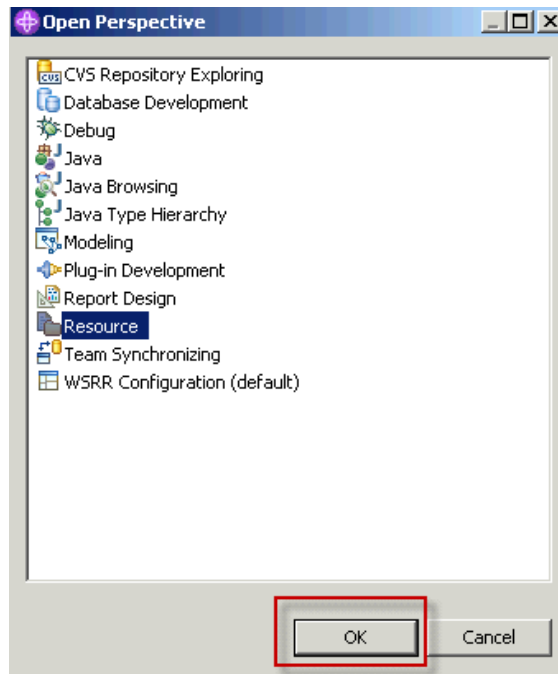 Open Perspective
CVS Repository Exploring
Database Development
Debug
Java
Java Browsing
Java Type Hierarchy
Modeling
Plug-in Development
Report Design
Resource
Team Synchronizing
WSRR Configuration (default)
OK
Cancel